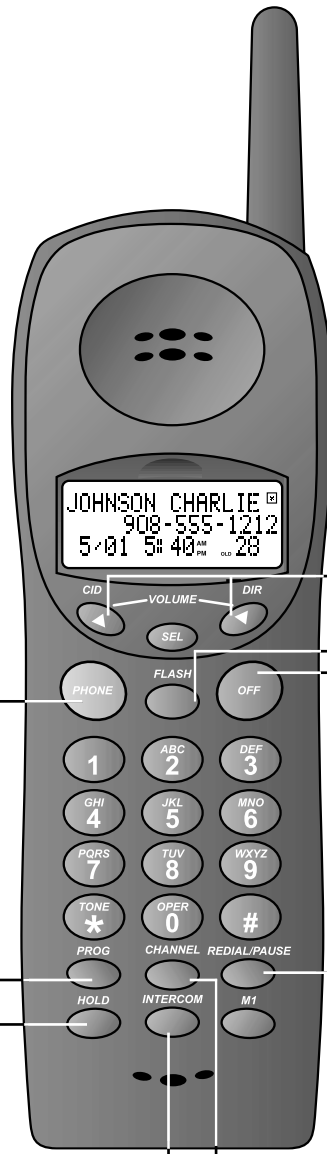 JOHNSON CHARLIE
908-555-1212
5/01 5:40 AM PM OLD 28
CID VOLUME DIR
SEL
PHONE FLASH OFF
1 ABC 2 DEF 3
GHI 4 JKL 5 MNO 6
PQRS 7 TUV 8 WXYZ 9
TONE * OPER 0 #
PROG CHANNEL REDIAL/PAUSE
HOLD INTERCOM M1